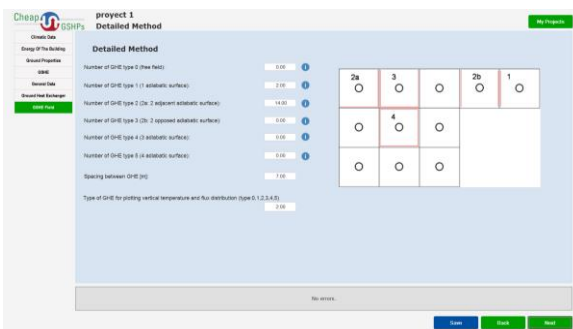 Cheap GSHPs
proyect 1
Detailed Method
My Projects
Climatic Data
Energy Of The Building
Ground Properties
GSHE
General Data
Ground Heat Exchanger
GSHE Field
Detailed Method
Number of GHE type 0 (free field): 0.00
Number of GHE type 1 (1 adiabatic surface): 2.00
Number of GHE type 2 (2a: 2 adjacent adiabatic surface): 14.00
Number of GHE type 3 (2b: 2 opposed adiabatic surface): 0.00
Number of GHE type 4 (3 adiabatic surface): 0.00
Number of GHE type 5 (4 adiabatic surface): 0.00
Spacing between GHE [m]: 7.00
Type of GHE for plotting vertical temperature and flux distribution (type 0,1,2,3,4,5)
2.00
2a 3 2b 1
4
No errors.
Save Back Next